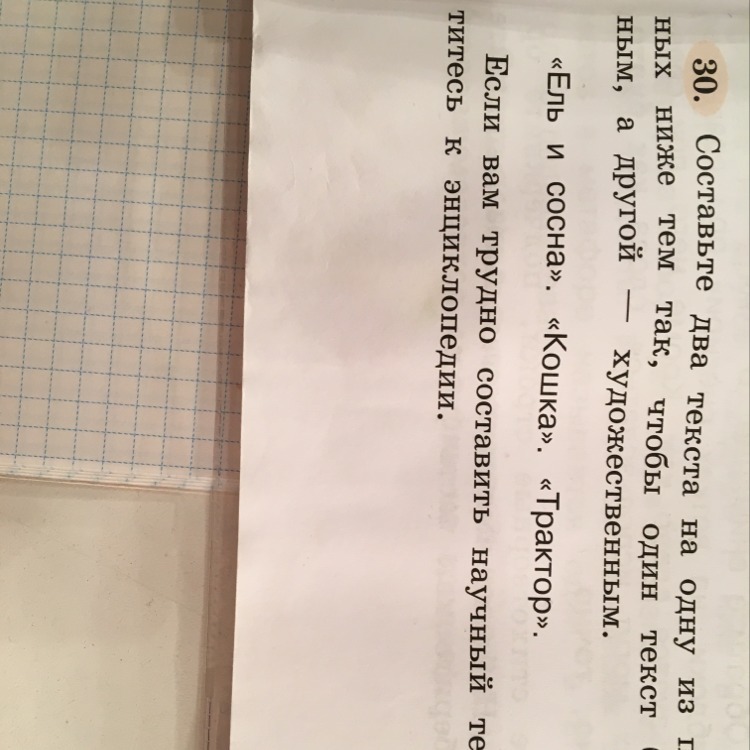 30. Составьте два текста на одну из
ных ниже тем так, чтобы один текст
ным, а другой — художественным.
«Ель и сосна». «Кошка». «Трактор».
Если вам трудно составить научный те
титесь к энциклопедии.